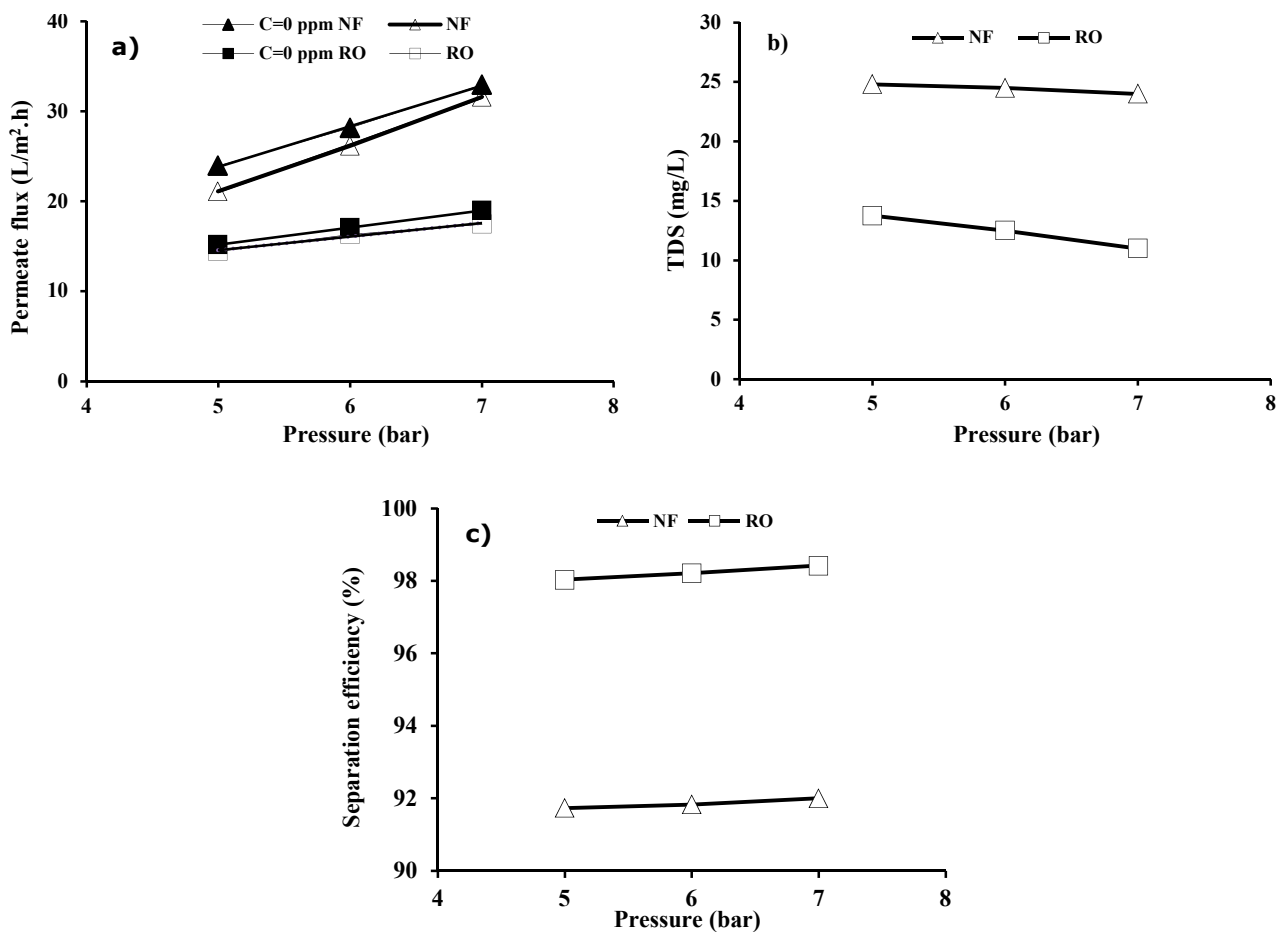 a)
C=0 ppm NF
NF
C=0 ppm RO
RO
Permeate flux (L/m².h)
40
30
20
10
0
4 5 6 7 8
Pressure (bar)
b)
NF RO
TDS (mg/L)
30
25
20
15
10
5
0
4 5 6 7 8
Pressure (bar)
c)
NF RO
Separation efficiency (%)
100
98
96
94
92
90
4 5 6 7 8
Pressure (bar)